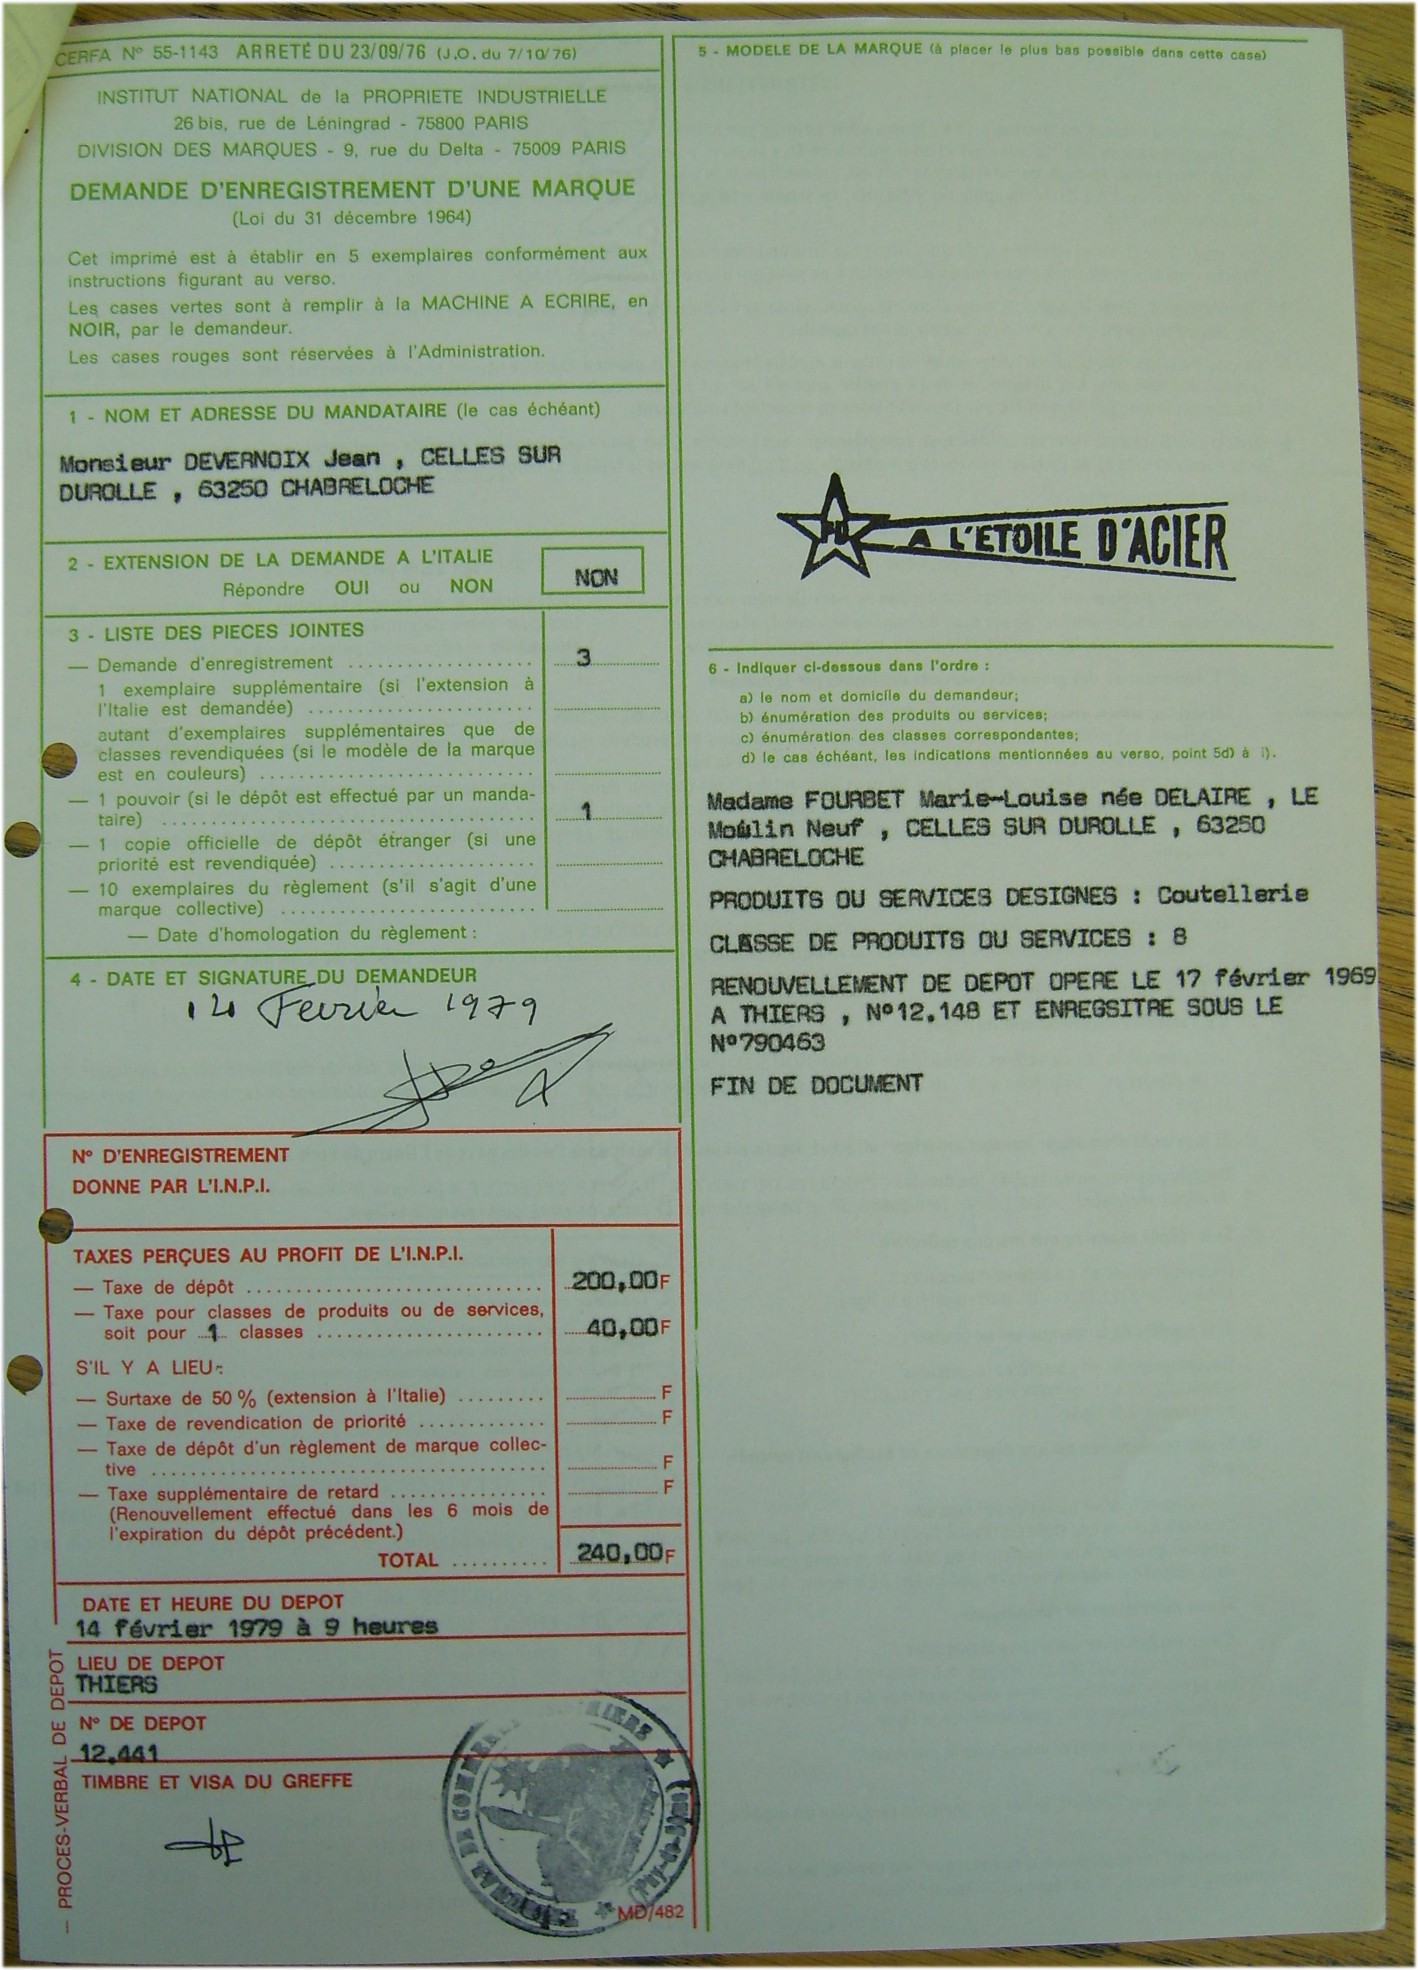 CERFA N° 55-1143 ARRETÉ DU 23/09/76 (J.O. du 7/10/76)
INSTITUT NATIONAL de la PROPRIETE INDUSTRIELLE
26 bis, rue de Léningrad - 75800 PARIS
DIVISION DES MARQUES - 9, rue du Delta - 75009 PARIS
DEMANDE D'ENREGISTREMENT D'UNE MARQUE
(Loi du 31 décembre 1964)
Cet imprimé est à établir en 5 exemplaires conformément aux
instructions figurant au verso.
Les cases vertes sont à remplir à la MACHINE A ECRIRE, en
NOIR, par le demandeur.
Les cases rouges sont réservées à l'Administration.
1 - NOM ET ADRESSE DU MANDATAIRE (le cas échéant)
Monsieur DEVERNOIX Jean , CELLES SUR
DUROLLE , 63250 CHABRELOCHE
2 - EXTENSION DE LA DEMANDE A L'ITALIE
Répondre OUI ou NON
NON
3 - LISTE DES PIECES JOINTES
— Demande d'enregistrement .................... 3
1 exemplaire supplémentaire (si l'extension à
l'Italie est demandée) ........................
autant d'exemplaires supplémentaires que de
classes revendiquées (si le modèle de la marque
est en couleurs) ..............................
— 1 pouvoir (si le dépôt est effectué par un manda-
taire) ........................................ 1
— 1 copie officielle de dépôt étranger (si une
priorité est revendiquée) .....................
— 10 exemplaires du règlement (s'il s'agit d'une
marque collective) ............................
— Date d'homologation du règlement :
4 - DATE ET SIGNATURE DU DEMANDEUR
14 Fevrier 1979
N° D'ENREGISTREMENT
DONNE PAR L'I.N.P.I.
TAXES PERÇUES AU PROFIT DE L'I.N.P.I.
— Taxe de dépôt .............................. 200,00F
— Taxe pour classes de produits ou de services,
soit pour 1 classes ....................... 40,00F
S'IL Y A LIEU :
— Surtaxe de 50 % (extension à l'Italie) ......... F
— Taxe de revendication de priorité ............. F
— Taxe de dépôt d'un règlement de marque collec-
tive ........................................ F
— Taxe supplémentaire de retard ................ F
(Renouvellement effectué dans les 6 mois de
l'expiration du dépôt précédent.)
TOTAL .......... 240,00F
— PROCES-VERBAL DE DEPOT
DATE ET HEURE DU DEPOT
14 février 1979 à 9 heures
LIEU DE DEPOT
THIERS
N° DE DEPOT
12.441
TIMBRE ET VISA DU GREFFE
TRIBUNAL DE COMMERCE THIERS ★ (Puy-de-Dôme) ★
MD/482
5 - MODELE DE LA MARQUE (à placer le plus bas possible dans cette case)
A L'ETOILE D'ACIER
6 - Indiquer ci-dessous dans l'ordre :
a) le nom et domicile du demandeur;
b) énumération des produits ou services;
c) énumération des classes correspondantes;
d) le cas échéant, les indications mentionnées au verso, point 5d) à i).
Madame FOURBET Marie-Louise née DELAIRE , LE
Moulin Neuf , CELLES SUR DUROLLE , 63250
CHABRELOCHE
PRODUITS OU SERVICES DESIGNES : Coutellerie
CLASSE DE PRODUITS OU SERVICES : 8
RENOUVELLEMENT DE DEPOT OPERE LE 17 février 1969
A THIERS , N°12.148 ET ENREGSITRE SOUS LE
N°790463
FIN DE DOCUMENT